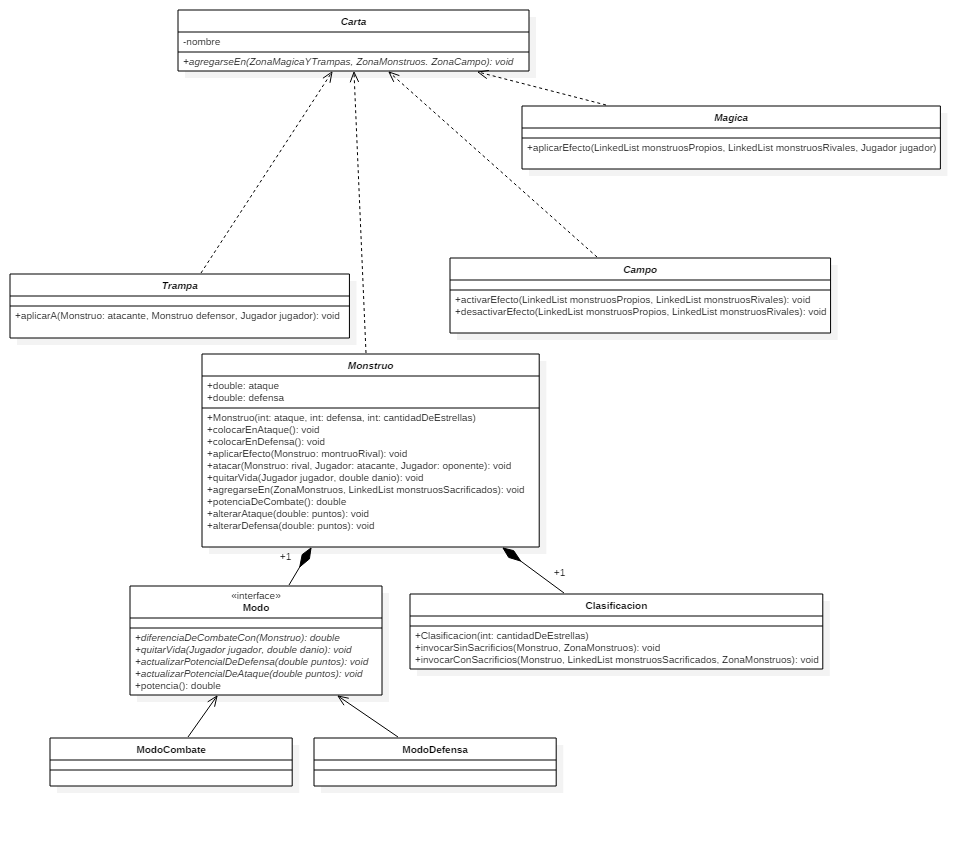 Carta
-nombre
+agregarseEn(ZonaMagicaYTrampas, ZonaMonstruos. ZonaCampo): void
Magica
+aplicarEfecto(LinkedList monstruosPropios, LinkedList monstruosRivales, Jugador jugador)
Trampa
+aplicarA(Monstruo: atacante, Monstruo defensor, Jugador jugador): void
Campo
+activarEfecto(LinkedList monstruosPropios, LinkedList monstruosRivales): void
+desactivarEfecto(LinkedList monstruosPropios, LinkedList monstruosRivales): void
Monstruo
+double: ataque
+double: defensa
+Monstruo(int: ataque, int: defensa, int: cantidadDeEstrellas)
+colocarEnAtaque(): void
+colocarEnDefensa(): void
+aplicarEfecto(Monstruo: montruoRival): void
+atacar(Monstruo: rival, Jugador: atacante, Jugador: oponente): void
+quitarVida(Jugador jugador, double danio): void
+agregarseEn(ZonaMonstruos, LinkedList monstruosSacrificados): void
+potenciaDeCombate(): double
+alterarAtaque(double: puntos): void
+alterarDefensa(double: puntos): void
+1
+1
«interface»
Modo
+diferenciaDeCombateCon(Monstruo): double
+quitarVida(Jugador jugador, double danio): void
+actualizarPotencialDeDefensa(double puntos): void
+actualizarPotencialDeAtaque(double puntos): void
+potencia(): double
Clasificacion
+Clasificacion(int: cantidadDeEstrellas)
+invocarSinSacrificios(Monstruo, ZonaMonstruos): void
+invocarConSacrificios(Monstruo, LinkedList monstruosSacrificados, ZonaMonstruos): void
ModoCombate
ModoDefensa